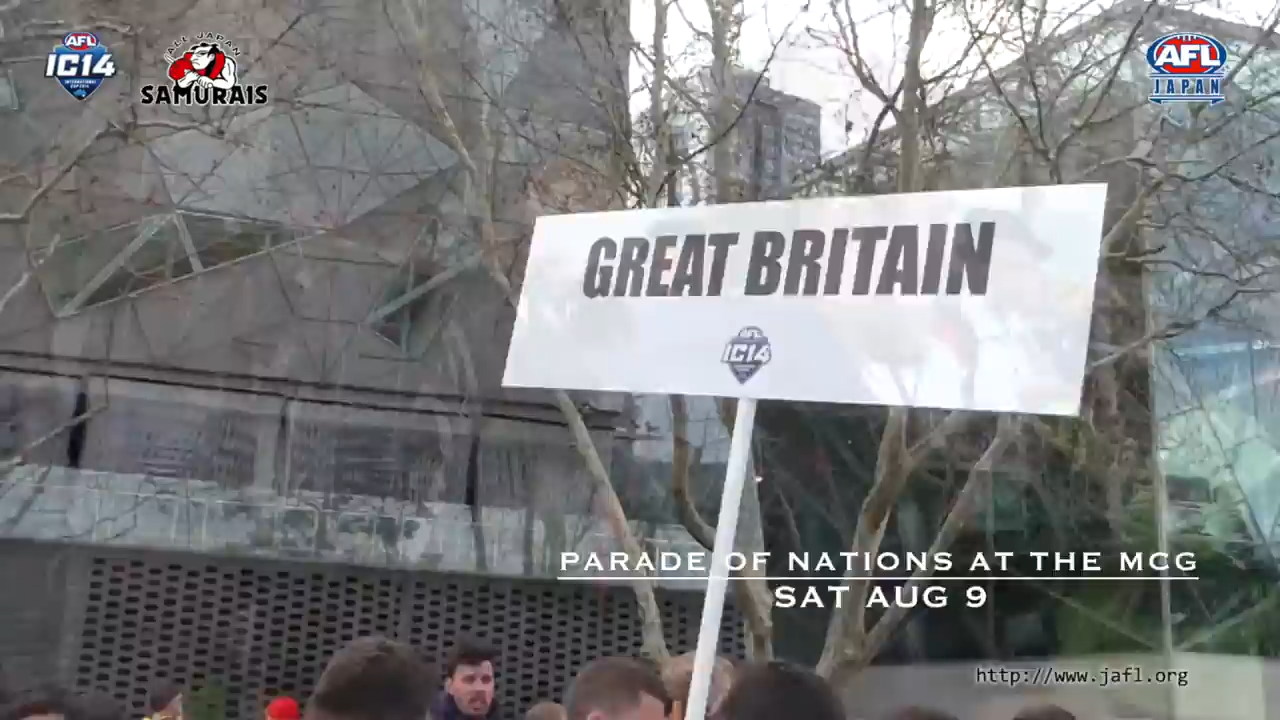 AFL
IC14
INTERNATIONAL
ALL JAPAN
SAMURAIS
AFL
JAPAN
GREAT BRITAIN
AFL
IC14
PARADE OF NATIONS AT THE MCG
SAT AUG 9
http://www.jafl.org